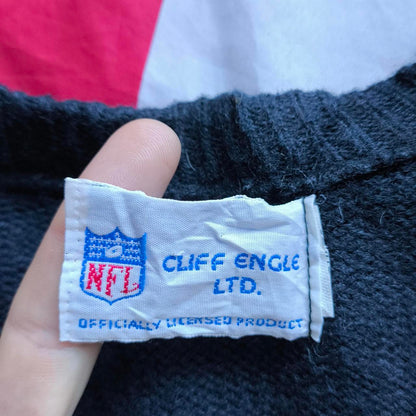 NFL
CLIFF ENGLE
LTD.
OFFICIALLY LICENSED PRODUCT